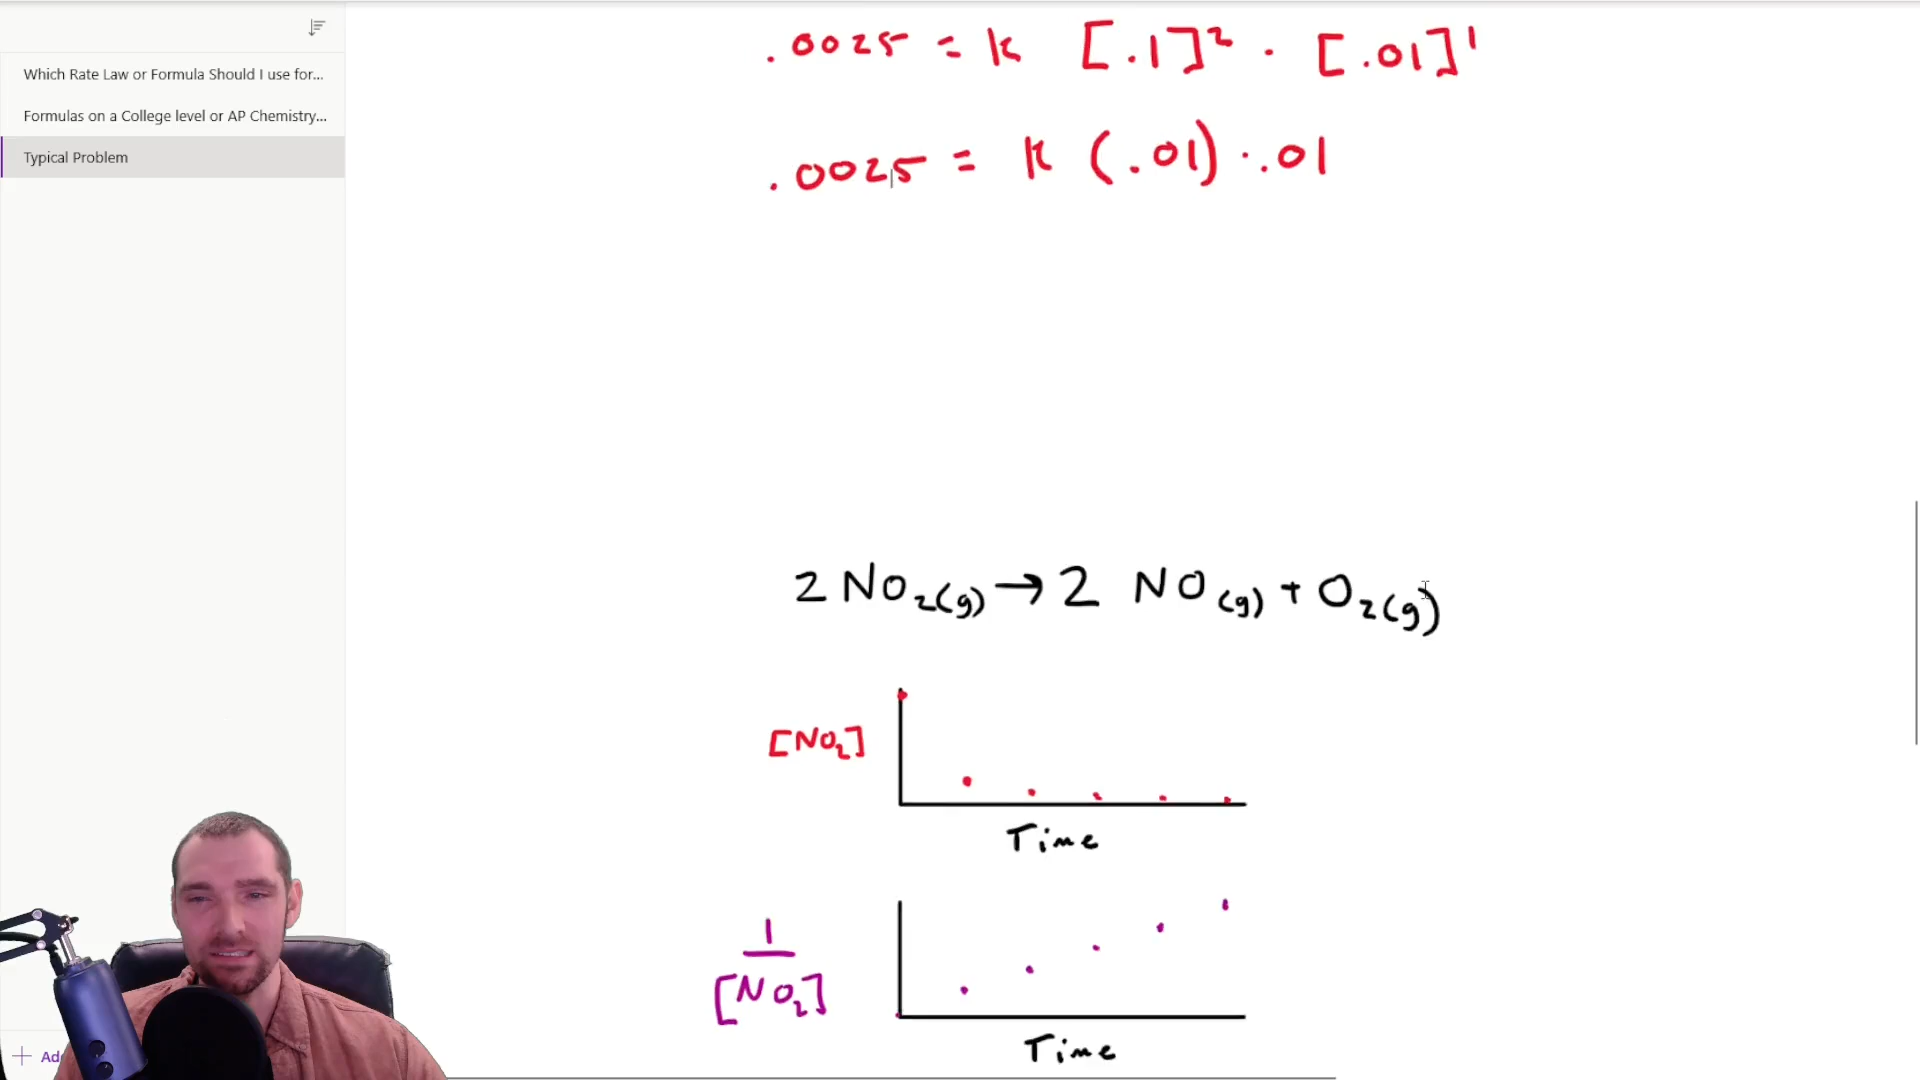 Which Rate Law or Formula Should I use for...
Formulas on a College level or AP Chemistry...
Typical Problem
.0025 = k [.1]² · [.01]¹
.0025 = k (.01) · .01
2 NO₂(g) → 2 NO(g) + O₂(g)
[NO₂]
Time
1
[NO₂]
Time
+ Ad